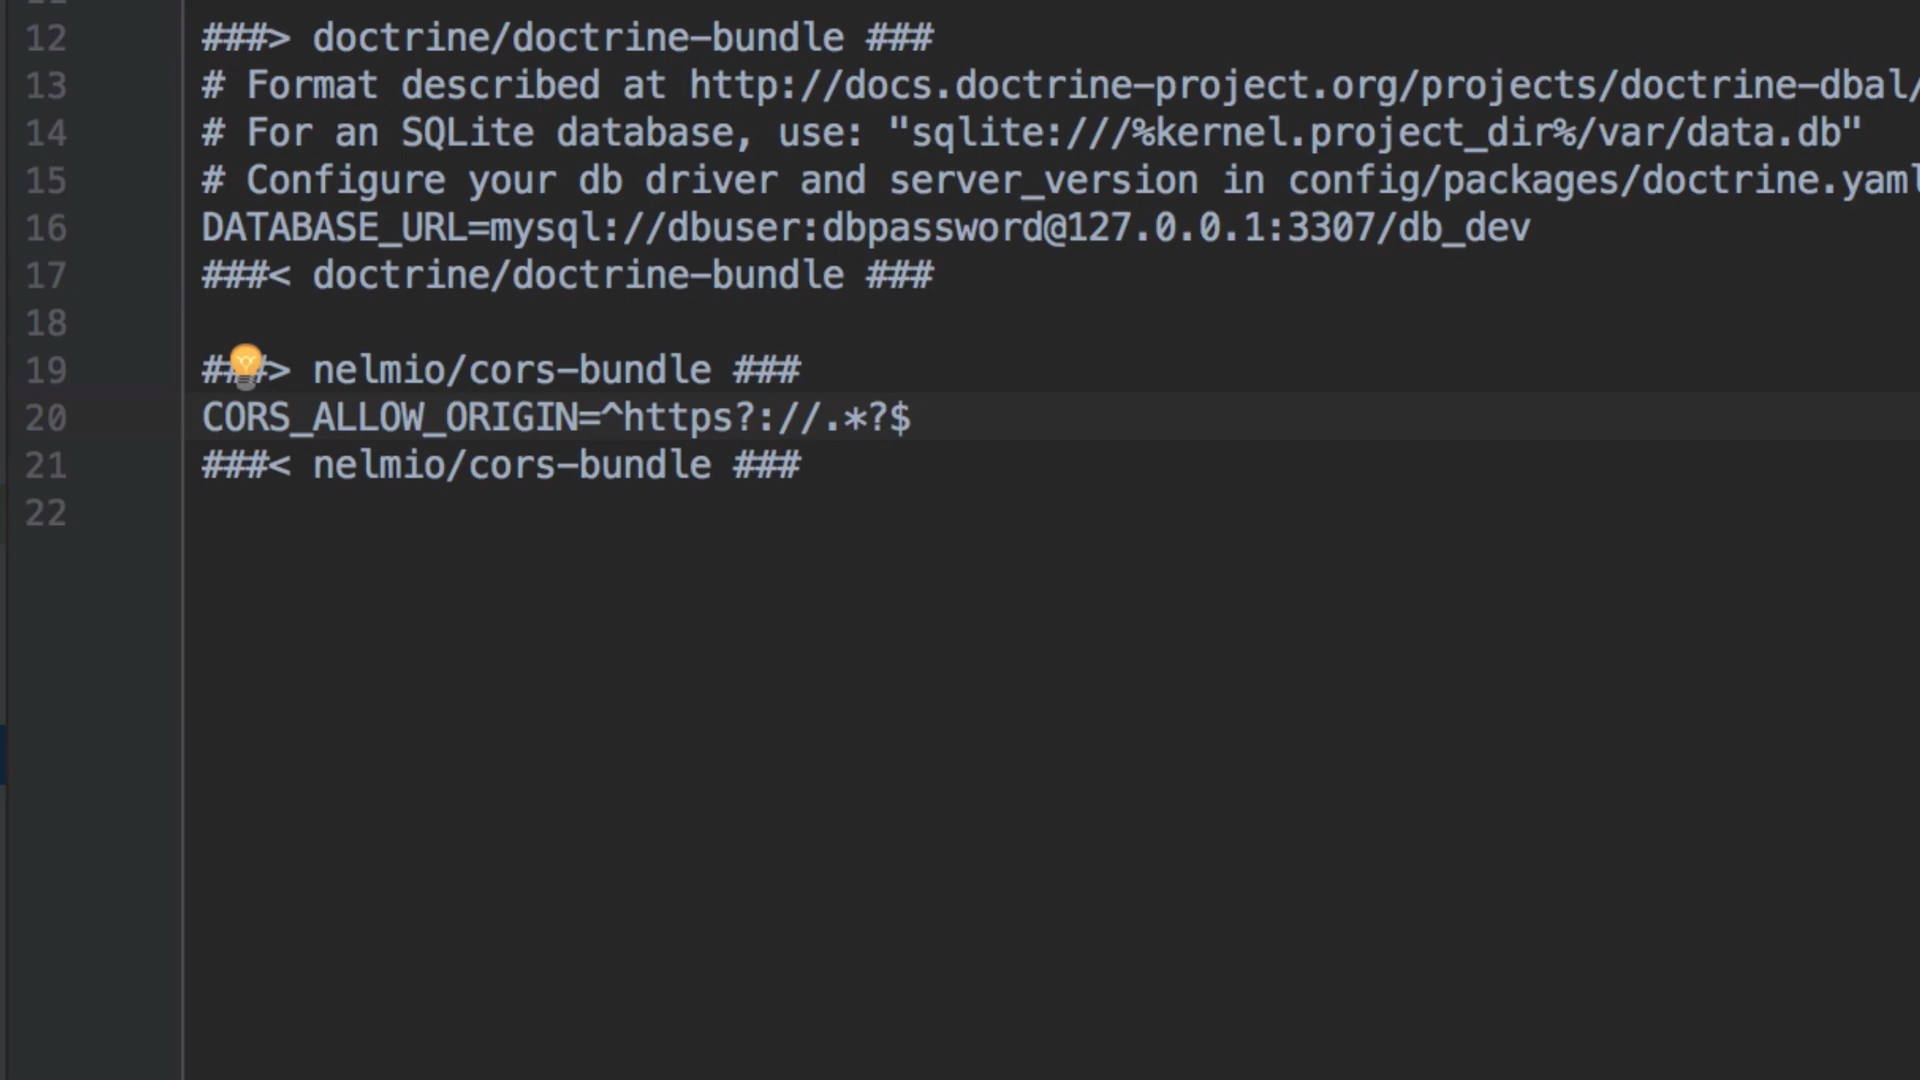 12 ###> doctrine/doctrine-bundle ###
13 # Format described at http://docs.doctrine-project.org/projects/doctrine-dbal/
14 # For an SQLite database, use: "sqlite:///%kernel.project_dir%/var/data.db"
15 # Configure your db driver and server_version in config/packages/doctrine.yaml
16 DATABASE_URL=mysql://dbuser:dbpassword@127.0.0.1:3307/db_dev
17 ###< doctrine/doctrine-bundle ###
18
19 ###> nelmio/cors-bundle ###
20 CORS_ALLOW_ORIGIN=^https?://.*?$
21 ###< nelmio/cors-bundle ###
22